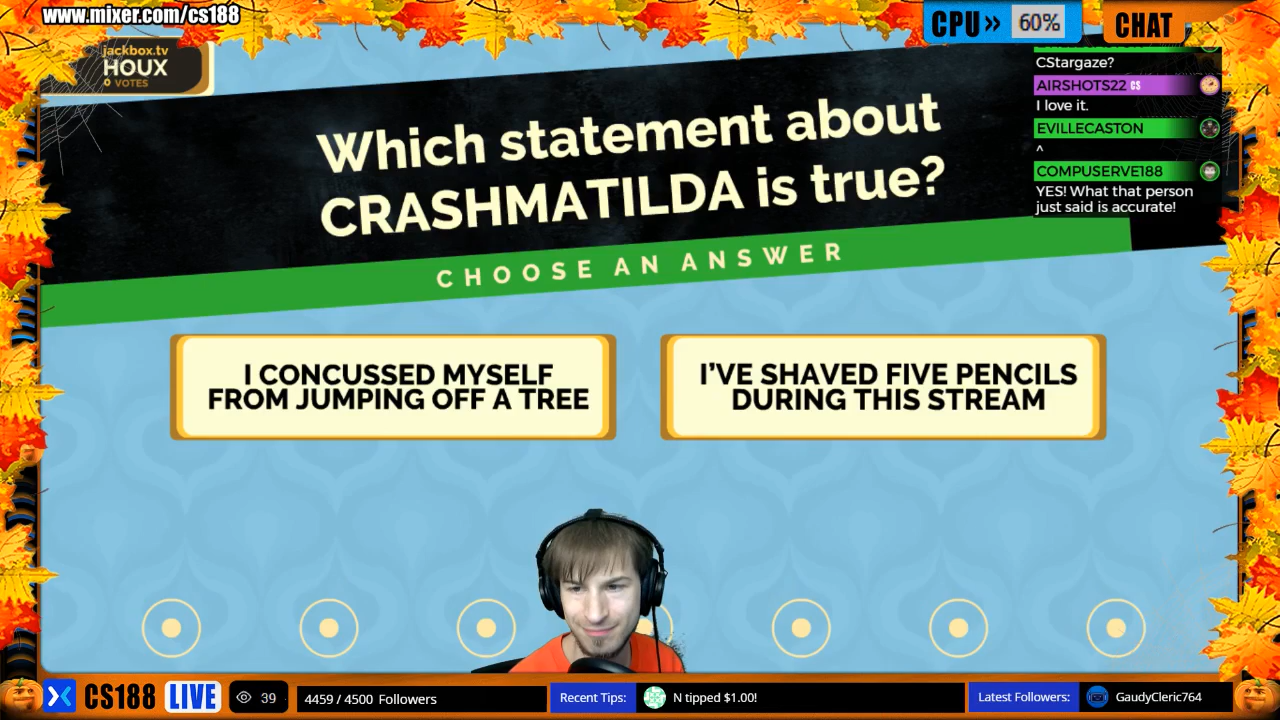 www.mixer.com/cs188
CPU»
60%
CHAT
jackbox.tv
HOUX
0 VOTES
Which statement about
CRASHMATILDA is true?
CHOOSE AN ANSWER
CStargaze?
AIRSHOTS22 CS
I love it.
EVILLECASTON
^
COMPUSERVE188
YES! What that person
just said is accurate!
I CONCUSSED MYSELF
FROM JUMPING OFF A TREE
I'VE SHAVED FIVE PENCILS
DURING THIS STREAM
CS188 LIVE
39
4459 / 4500 Followers
Recent Tips:
N tipped $1.00!
Latest Followers:
GaudyCleric764